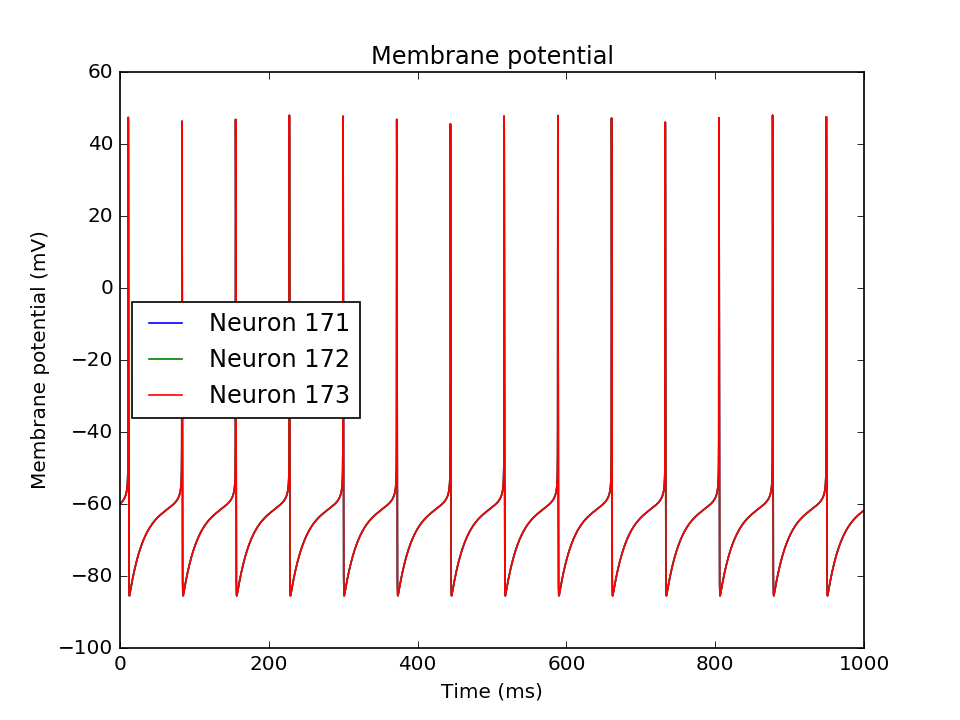 Membrane potential
60
40
20
0
−20
−40
−60
−80
−100
Membrane potential (mV)
Neuron 171
Neuron 172
Neuron 173
0 200 400 600 800 1000
Time (ms)